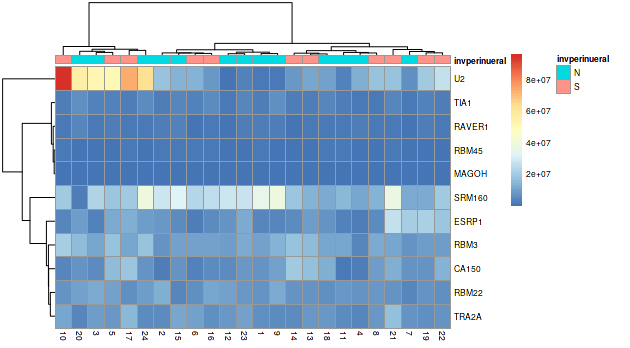 invperinueral
U2
TIA1
RAVER1
RBM45
MAGOH
SRM160
ESRP1
RBM3
CA150
RBM22
TRA2A
10 20 3 5 17 24 2 15 6 16 12 23 1 9 14 13 18 11 4 8 21 7 19 22
8e+07
6e+07
4e+07
2e+07
invperinueral
N
S